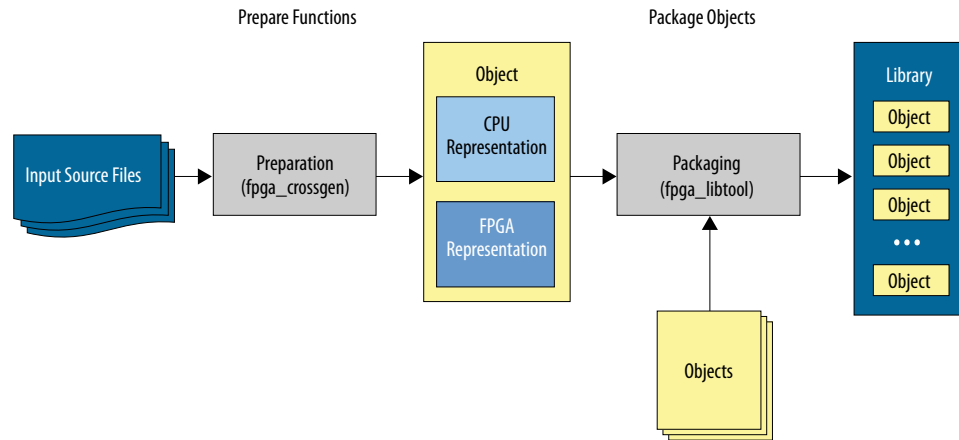 Prepare Functions
Package Objects
Input Source Files
Preparation
(fpga_crossgen)
Object
CPU
Representation
FPGA
Representation
Packaging
(fpga_libtool)
Objects
Library
Object
Object
Object
...
Object